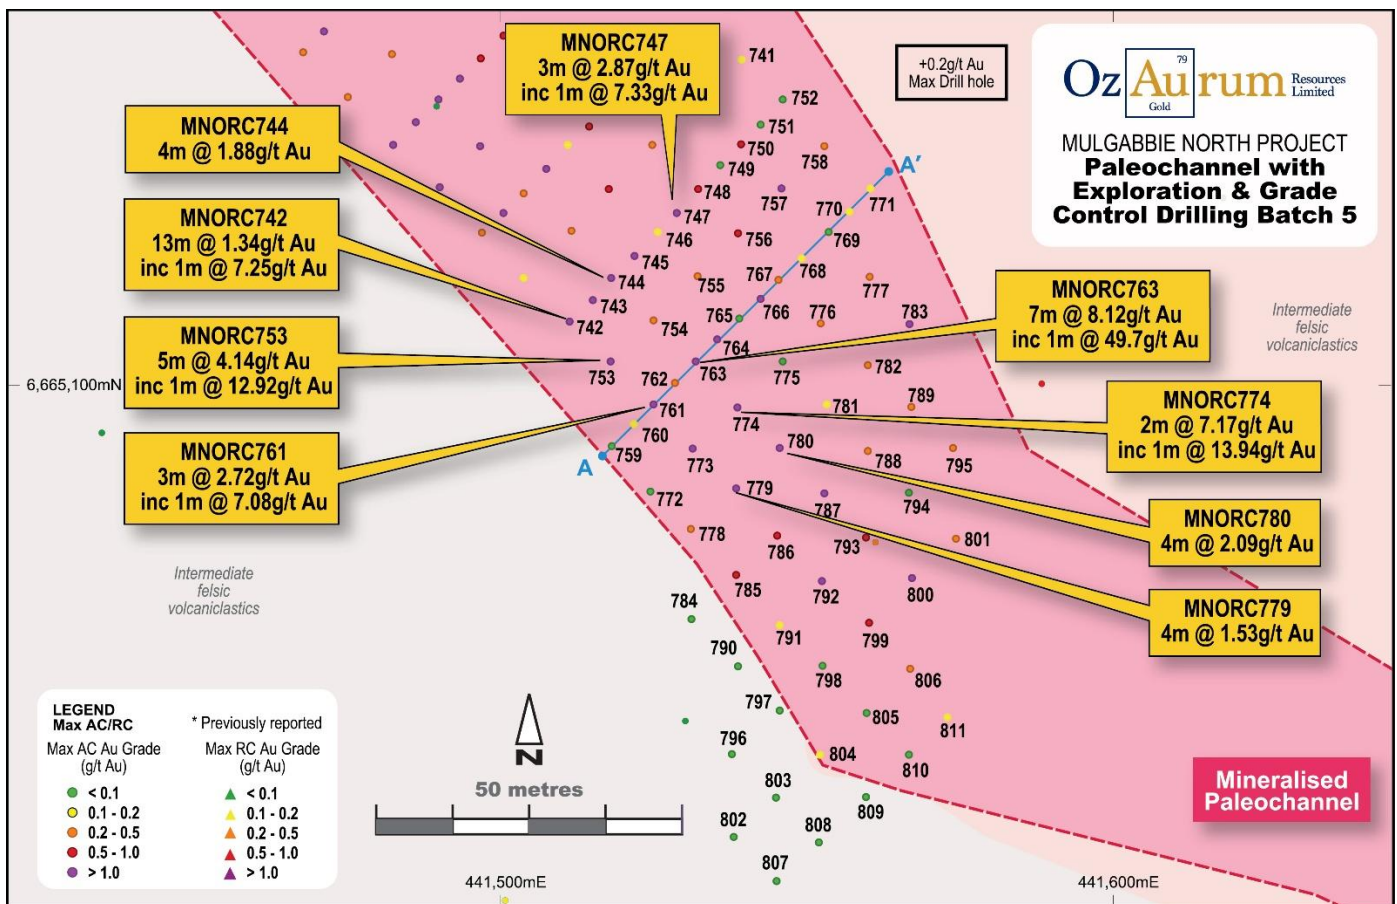 MNORC747
3m @ 2.87g/t Au
inc 1m @ 7.33g/t Au
+0.2g/t Au
Max Drill hole
79
Oz Au rum Resources Limited
Gold
MULGABBIE NORTH PROJECT
Paleochannel with
Exploration & Grade
Control Drilling Batch 5
MNORC744
4m @ 1.88g/t Au
MNORC742
13m @ 1.34g/t Au
inc 1m @ 7.25g/t Au
MNORC753
5m @ 4.14g/t Au
inc 1m @ 12.92g/t Au
MNORC761
3m @ 2.72g/t Au
inc 1m @ 7.08g/t Au
MNORC763
7m @ 8.12g/t Au
inc 1m @ 49.7g/t Au
MNORC774
2m @ 7.17g/t Au
inc 1m @ 13.94g/t Au
MNORC780
4m @ 2.09g/t Au
MNORC779
4m @ 1.53g/t Au
741
752
751
750
758
749
A'
748
757
771
747
770
746
756
769
745
768
744
755
767
777
743
766
742
754
765
776
783
764
753
763
775
782
762
6,665,100mN
761
774
781
789
760
759
773
780
788
795
A
772
779
787
794
778
786
793
801
785
792
800
784
791
799
790
798
806
797
805
811
796
804
810
803
809
802
808
807
Intermediate
felsic
volcaniclastics
Intermediate
felsic
volcaniclastics
LEGEND
Max AC/RC
* Previously reported
Max AC Au Grade
(g/t Au)
< 0.1
0.1 - 0.2
0.2 - 0.5
0.5 - 1.0
> 1.0
Max RC Au Grade
(g/t Au)
< 0.1
0.1 - 0.2
0.2 - 0.5
0.5 - 1.0
> 1.0
N
50 metres
Mineralised
Paleochannel
441,500mE
441,600mE